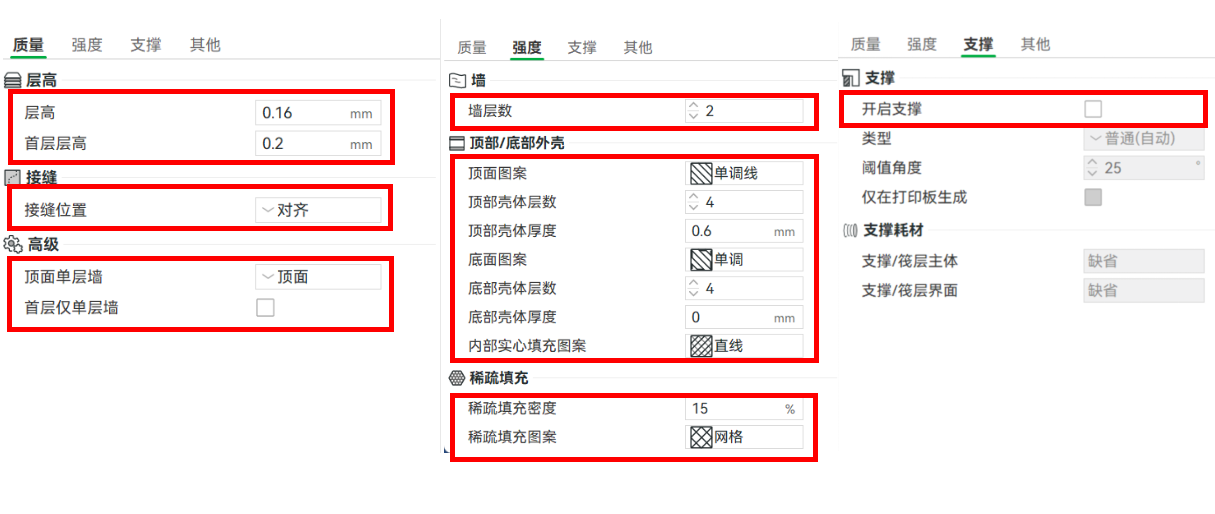 质量 强度 支撑 其他
层高
层高 0.16 mm
首层层高 0.2 mm
接缝
接缝位置 对齐
高级
顶面单层墙 顶面
首层仅单层墙
质量 强度 支撑 其他
墙
墙层数 2
顶部/底部外壳
顶面图案 单调线
顶部壳体层数 4
顶部壳体厚度 0.6 mm
底面图案 单调
底部壳体层数 4
底部壳体厚度 0 mm
内部实心填充图案 直线
稀疏填充
稀疏填充密度 15 %
稀疏填充图案 网格
质量 强度 支撑 其他
支撑
开启支撑
类型 普通(自动)
阈值角度 25 °
仅在打印板生成
支撑耗材
支撑/筏层主体 缺省
支撑/筏层界面 缺省